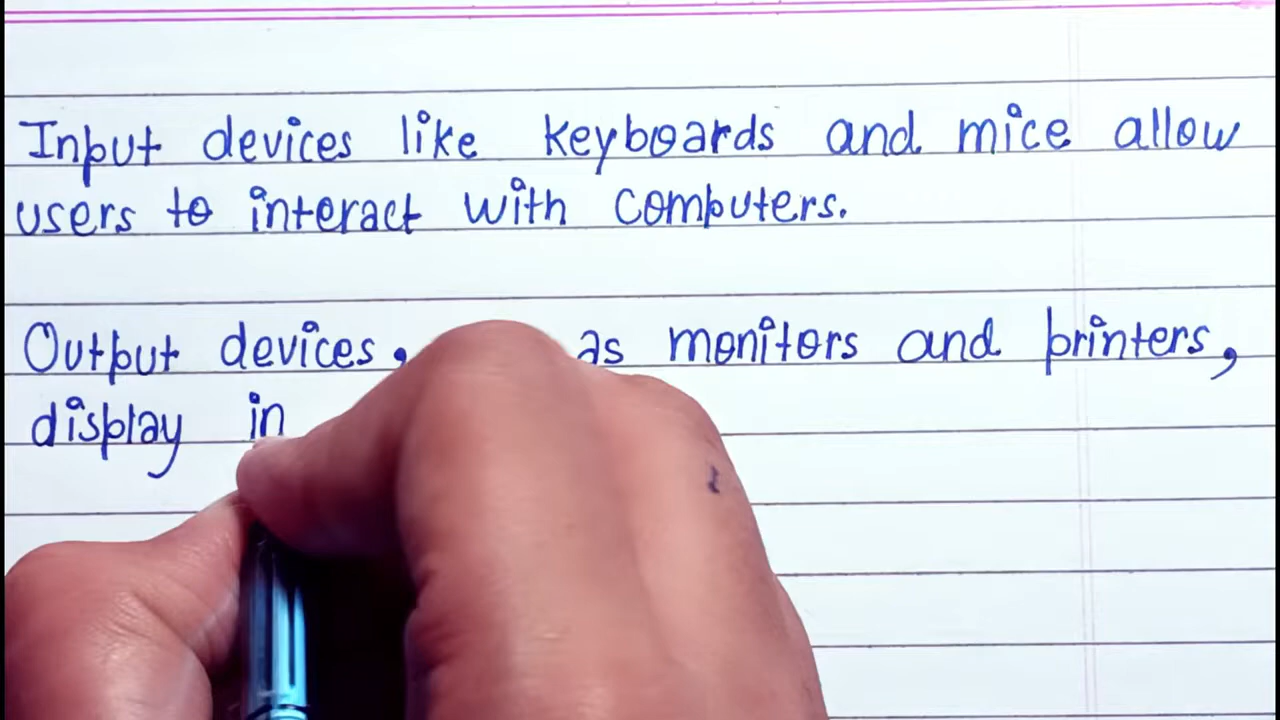 Input devices like keyboards and mice allow
users to interact with computers.
Output devices, as monitors and printers,
display in